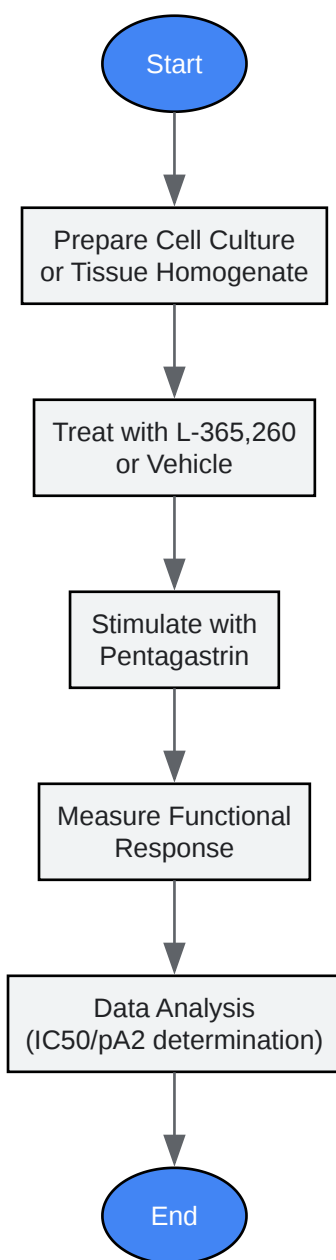 Start
Prepare Cell Culture
or Tissue Homogenate
Treat with L-365,260
or Vehicle
Stimulate with
Pentagastrin
Measure Functional
Response
Data Analysis
(IC50/pA2 determination)
End